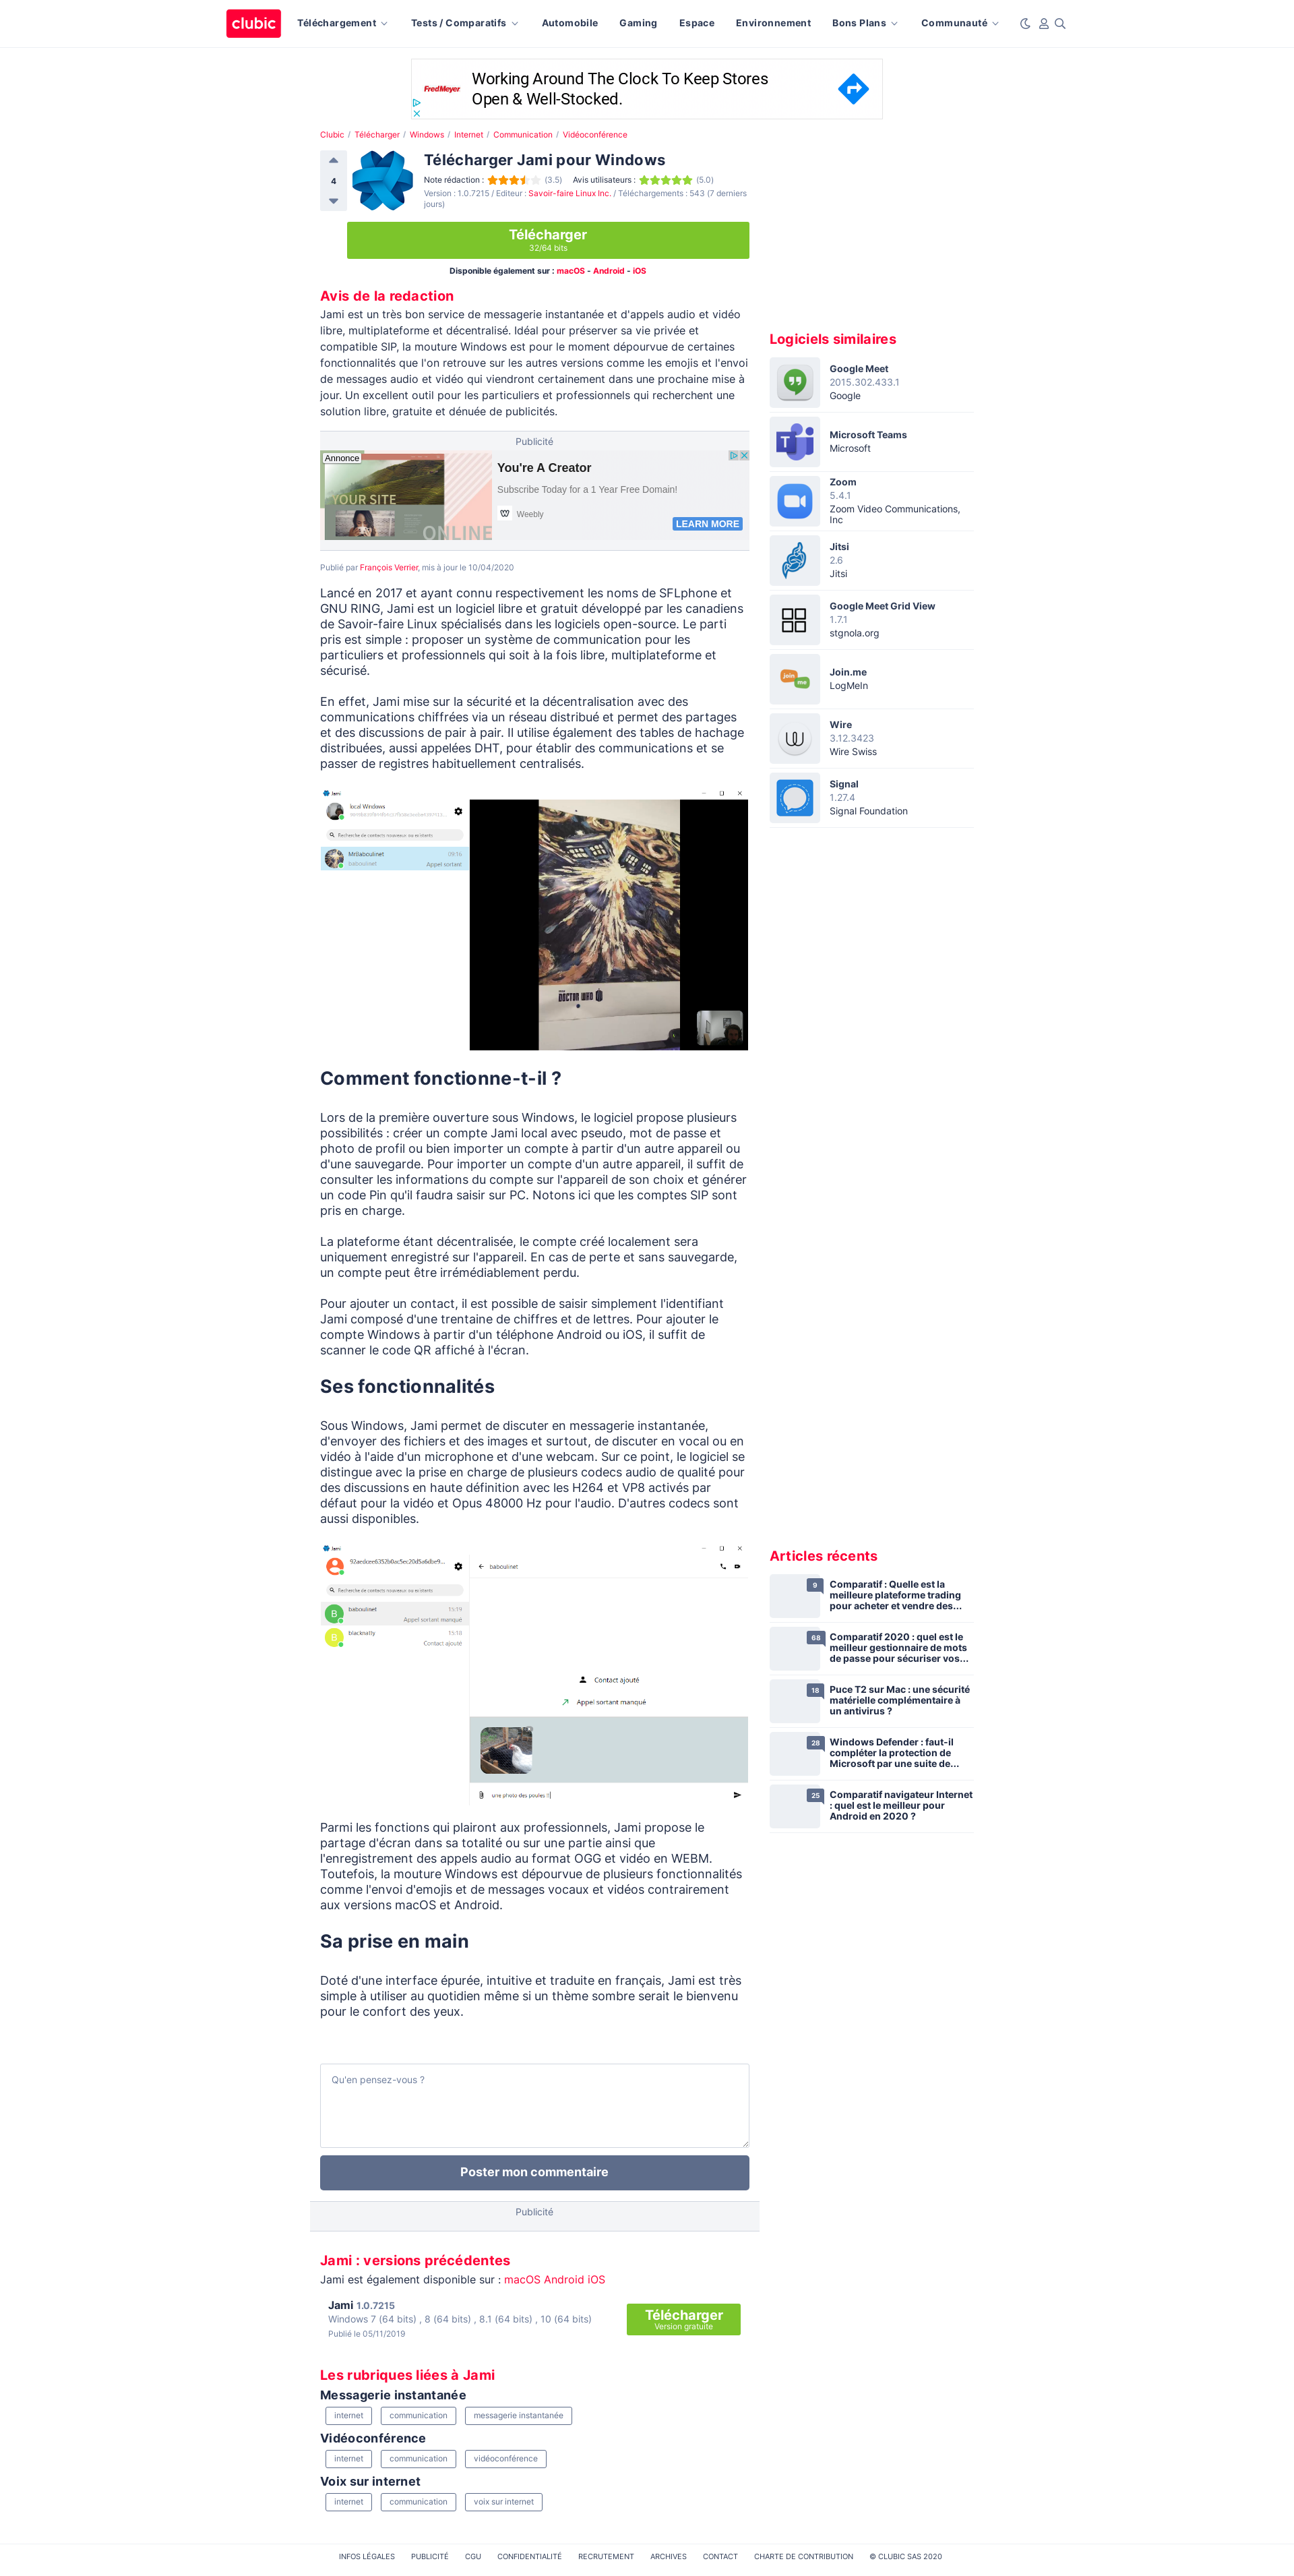 clubic
Téléchargement
Tests / Comparatifs
Automobile
Gaming
Espace
Environnement
Bons Plans
Communauté
FredMeyer
Working Around The Clock To Keep Stores
Open & Well-Stocked.
Clubic / Télécharger / Windows / Internet / Communication / Vidéoconférence
4
Télécharger Jami pour Windows
Note rédaction : (3.5) Avis utilisateurs : (5.0)
Version : 1.0.7215 / Editeur : Savoir-faire Linux Inc. / Téléchargements : 543 (7 derniers
jours)
Télécharger
32/64 bits
Disponible également sur : macOS - Android - iOS
Avis de la redaction
Jami est un très bon service de messagerie instantanée et d'appels audio et vidéo
libre, multiplateforme et décentralisé. Idéal pour préserver sa vie privée et
compatible SIP, la mouture Windows est pour le moment dépourvue de certaines
fonctionnalités que l'on retrouve sur les autres versions comme les emojis et l'envoi
de messages audio et vidéo qui viendront certainement dans une prochaine mise à
jour. Un excellent outil pour les particuliers et professionnels qui recherchent une
solution libre, gratuite et dénuée de publicités.
Publicité
Annonce
YOUR SITE
ONLINE
You're A Creator
Subscribe Today for a 1 Year Free Domain!
Weebly
LEARN MORE
Publié par François Verrier, mis à jour le 10/04/2020
Lancé en 2017 et ayant connu respectivement les noms de SFLphone et
GNU RING, Jami est un logiciel libre et gratuit développé par les canadiens
de Savoir-faire Linux spécialisés dans les logiciels open-source. Le parti
pris est simple : proposer un système de communication pour les
particuliers et professionnels qui soit à la fois libre, multiplateforme et
sécurisé.
En effet, Jami mise sur la sécurité et la décentralisation avec des
communications chiffrées via un réseau distribué et permet des partages
et des discussions de pair à pair. Il utilise également des tables de hachage
distribuées, aussi appelées DHT, pour établir des communications et se
passer de registres habituellement centralisés.
Jami
local Windows
Recherche de contacts nouveaux ou existants
MrBaboulinet
09:16
baboulinet
Appel sortant
DOCTOR WHO
Comment fonctionne-t-il ?
Lors de la première ouverture sous Windows, le logiciel propose plusieurs
possibilités : créer un compte Jami local avec pseudo, mot de passe et
photo de profil ou bien importer un compte à partir d'un autre appareil ou
d'une sauvegarde. Pour importer un compte d'un autre appareil, il suffit de
consulter les informations du compte sur l'appareil de son choix et générer
un code Pin qu'il faudra saisir sur PC. Notons ici que les comptes SIP sont
pris en charge.
La plateforme étant décentralisée, le compte créé localement sera
uniquement enregistré sur l'appareil. En cas de perte et sans sauvegarde,
un compte peut être irrémédiablement perdu.
Pour ajouter un contact, il est possible de saisir simplement l'identifiant
Jami composé d'une trentaine de chiffres et de lettres. Pour ajouter le
compte Windows à partir d'un téléphone Android ou iOS, il suffit de
scanner le code QR affiché à l'écran.
Ses fonctionnalités
Sous Windows, Jami permet de discuter en messagerie instantanée,
d'envoyer des fichiers et des images et surtout, de discuter en vocal ou en
vidéo à l'aide d'un microphone et d'une webcam. Sur ce point, le logiciel se
distingue avec la prise en charge de plusieurs codecs audio de qualité pour
des discussions en haute définition avec les H264 et VP8 activés par
défaut pour la vidéo et Opus 48000 Hz pour l'audio. D'autres codecs sont
aussi disponibles.
Jami
baboulinet
Recherche de contacts nouveaux ou existants
B
baboulinet
15:19
Appel sortant manqué
B
blacknally
15:18
Contact ajouté
Contact ajouté
Appel sortant manqué
une photo des poules !!
Parmi les fonctions qui plairont aux professionnels, Jami propose le
partage d'écran dans sa totalité ou sur une partie ainsi que
l'enregistrement des appels audio au format OGG et vidéo en WEBM.
Toutefois, la mouture Windows est dépourvue de plusieurs fonctionnalités
comme l'envoi d'emojis et de messages vocaux et vidéos contrairement
aux versions macOS et Android.
Sa prise en main
Doté d'une interface épurée, intuitive et traduite en français, Jami est très
simple à utiliser au quotidien même si un thème sombre serait le bienvenu
pour le confort des yeux.
Qu'en pensez-vous ?
Poster mon commentaire
Publicité
Jami : versions précédentes
Jami est également disponible sur : macOS Android iOS
Jami 1.0.7215
Windows 7 (64 bits) , 8 (64 bits) , 8.1 (64 bits) , 10 (64 bits)
Publié le 05/11/2019
Télécharger
Version gratuite
Les rubriques liées à Jami
Messagerie instantanée
internet
communication
messagerie instantanée
Vidéoconférence
internet
communication
vidéoconférence
Voix sur internet
internet
communication
voix sur internet
Logiciels similaires
Google Meet
2015.302.433.1
Google
Microsoft Teams
Microsoft
Zoom
5.4.1
Zoom Video Communications,
Inc
Jitsi
2.6
Jitsi
Google Meet Grid View
1.7.1
stgnola.org
join
me
Join.me
LogMeIn
Wire
3.12.3423
Wire Swiss
Signal
1.27.4
Signal Foundation
Articles récents
9
Comparatif : Quelle est la
meilleure plateforme trading
pour acheter et vendre des...
68
Comparatif 2020 : quel est le
meilleur gestionnaire de mots
de passe pour sécuriser vos...
18
Puce T2 sur Mac : une sécurité
matérielle complémentaire à
un antivirus ?
28
Windows Defender : faut-il
compléter la protection de
Microsoft par une suite de...
25
Comparatif navigateur Internet
: quel est le meilleur pour
Android en 2020 ?
INFOS LÉGALES
PUBLICITÉ
CGU
CONFIDENTIALITÉ
RECRUTEMENT
ARCHIVES
CONTACT
CHARTE DE CONTRIBUTION
© CLUBIC SAS 2020